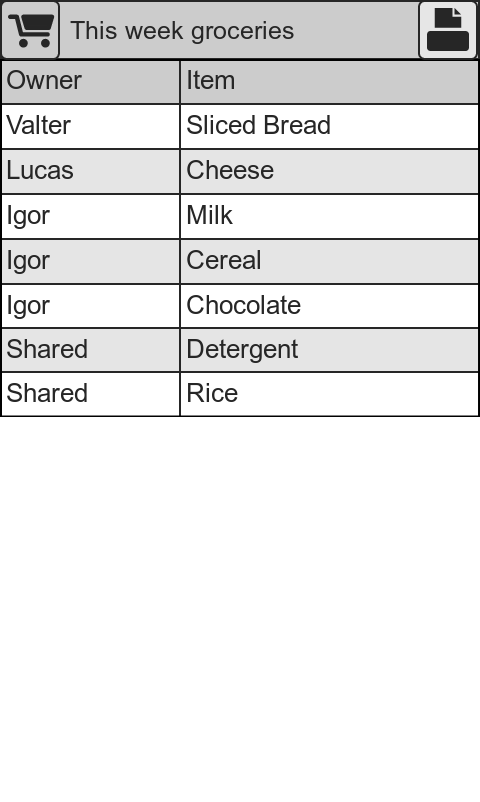 This week groceries
Owner Item
Valter Sliced Bread
Lucas Cheese
Igor Milk
Igor Cereal
Igor Chocolate
Shared Detergent
Shared Rice